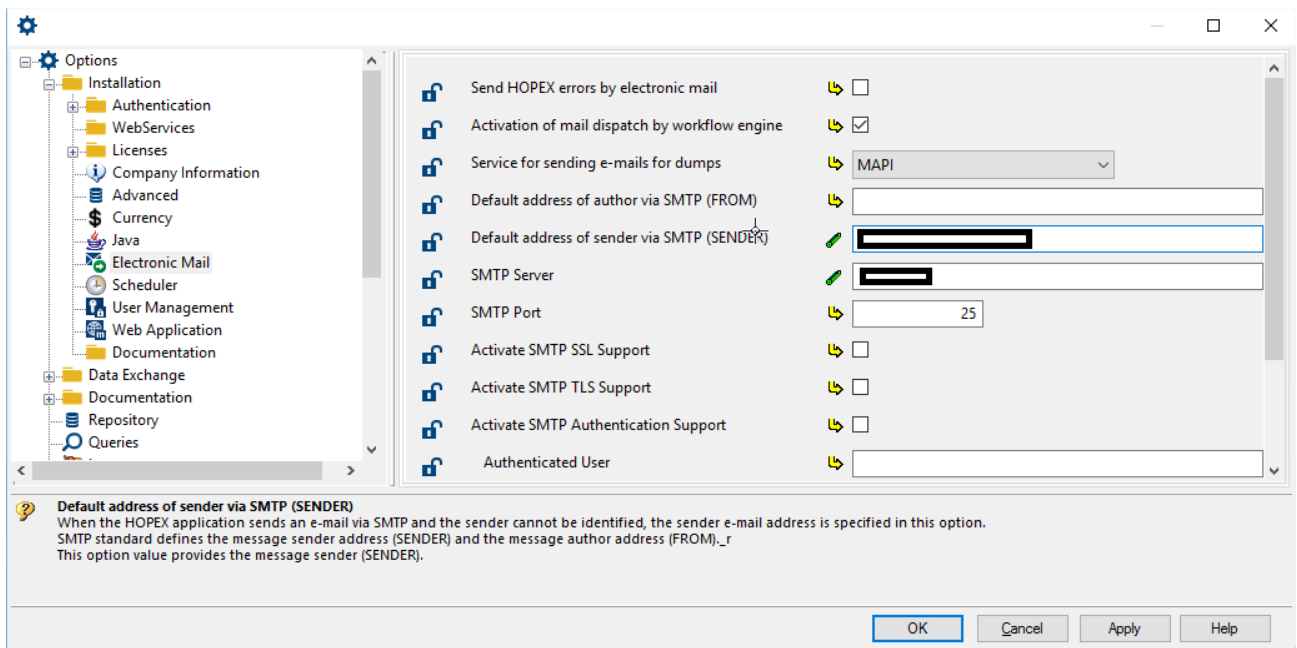 Options
Installation
Authentication
WebServices
Licenses
Company Information
Advanced
Currency
Java
Electronic Mail
Scheduler
User Management
Web Application
Documentation
Data Exchange
Documentation
Repository
Queries
Send HOPEX errors by electronic mail
Activation of mail dispatch by workflow engine
Service for sending e-mails for dumps MAPI
Default address of author via SMTP (FROM)
Default address of sender via SMTP (SENDER)
SMTP Server
SMTP Port 25
Activate SMTP SSL Support
Activate SMTP TLS Support
Activate SMTP Authentication Support
Authenticated User
Default address of sender via SMTP (SENDER)
When the HOPEX application sends an e-mail via SMTP and the sender cannot be identified, the sender e-mail address is specified in this option.
SMTP standard defines the message sender address (SENDER) and the message author address (FROM)._r
This option value provides the message sender (SENDER).
OK Cancel Apply Help